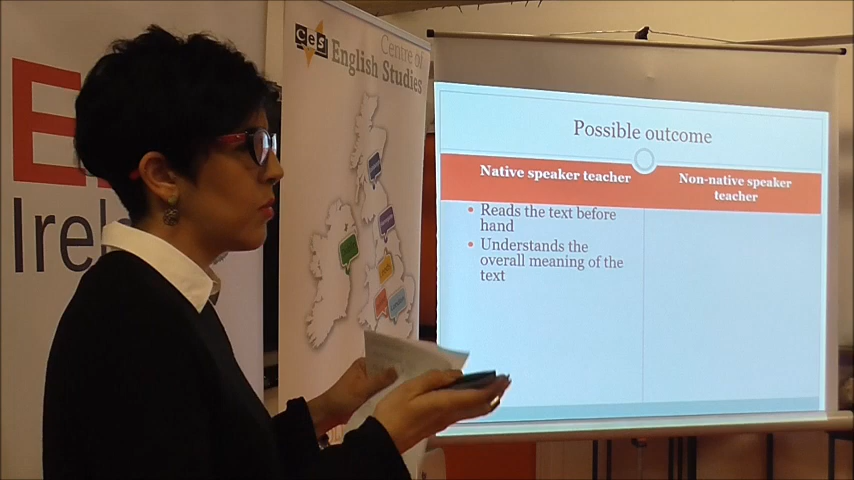 Irel
CES
Centre of
English Studies
Possible outcome
Native speaker teacher
Non-native speaker
teacher
• Reads the text before
hand
• Understands the
overall meaning of the
text